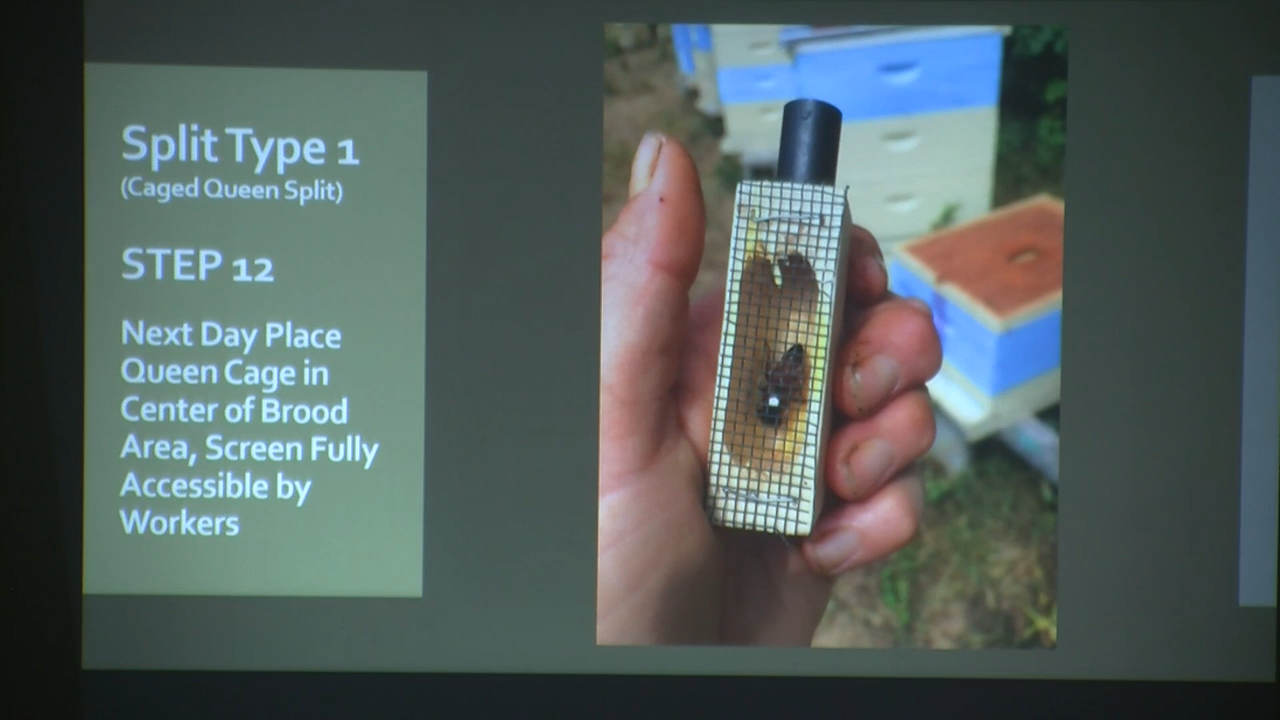 Split Type 1
(Caged Queen Split)
STEP 12
Next Day Place
Queen Cage in
Center of Brood
Area, Screen Fully
Accessible by
Workers